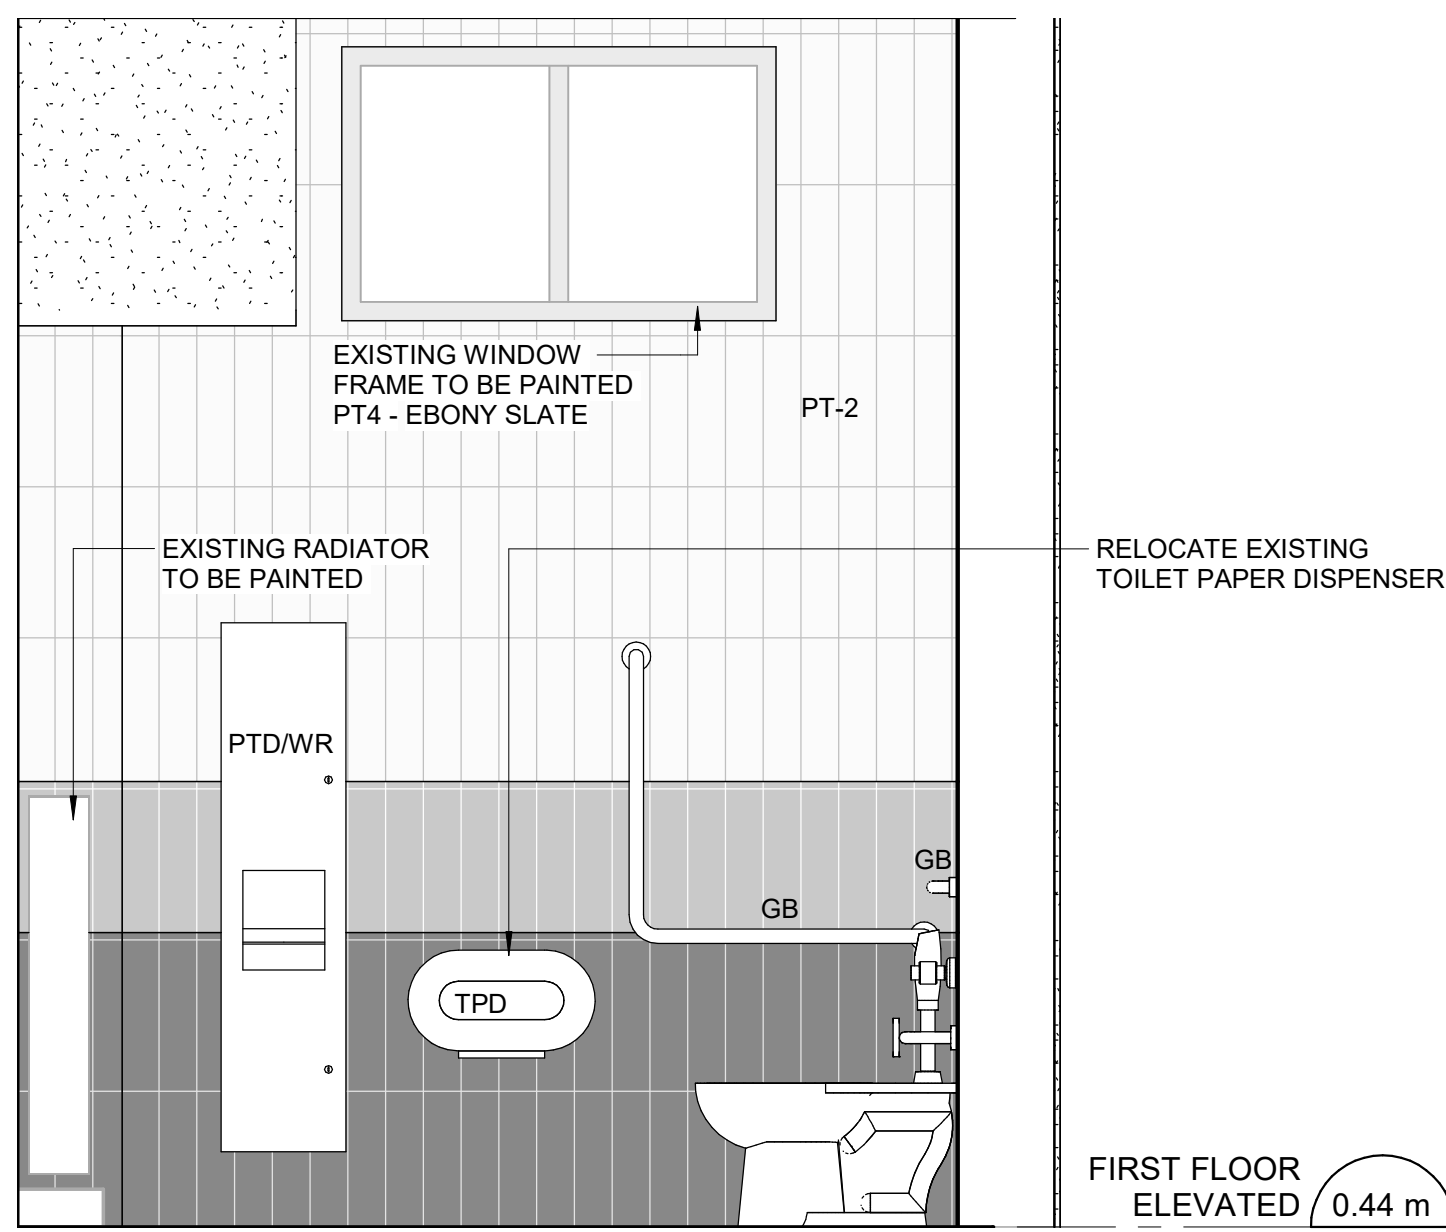 EXISTING WINDOW
FRAME TO BE PAINTED
PT4 - EBONY SLATE
PT-2
EXISTING RADIATOR
TO BE PAINTED
RELOCATE EXISTING
TOILET PAPER DISPENSER
PTD/WR
GB
GB
TPD
FIRST FLOOR
ELEVATED
0.44 m